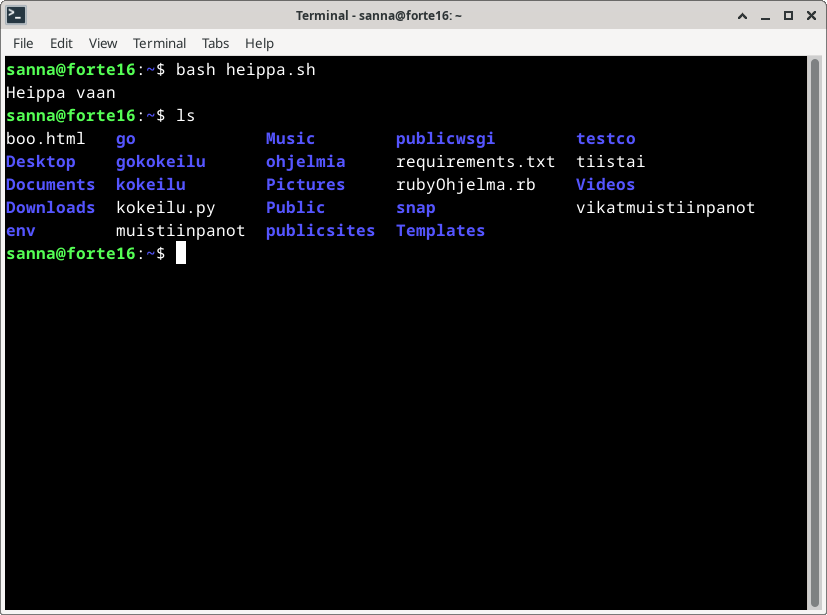 Terminal - sanna@forte16: ~
File Edit View Terminal Tabs Help
sanna@forte16:~$ bash heippa.sh
Heippa vaan
sanna@forte16:~$ ls
boo.html go Music publicwsgi testco
Desktop gokokeilu ohjelmia requirements.txt tiistai
Documents kokeilu Pictures rubyOhjelma.rb Videos
Downloads kokeilu.py Public snap vikatmuistiinpanot
env muistiinpanot publicsites Templates
sanna@forte16:~$